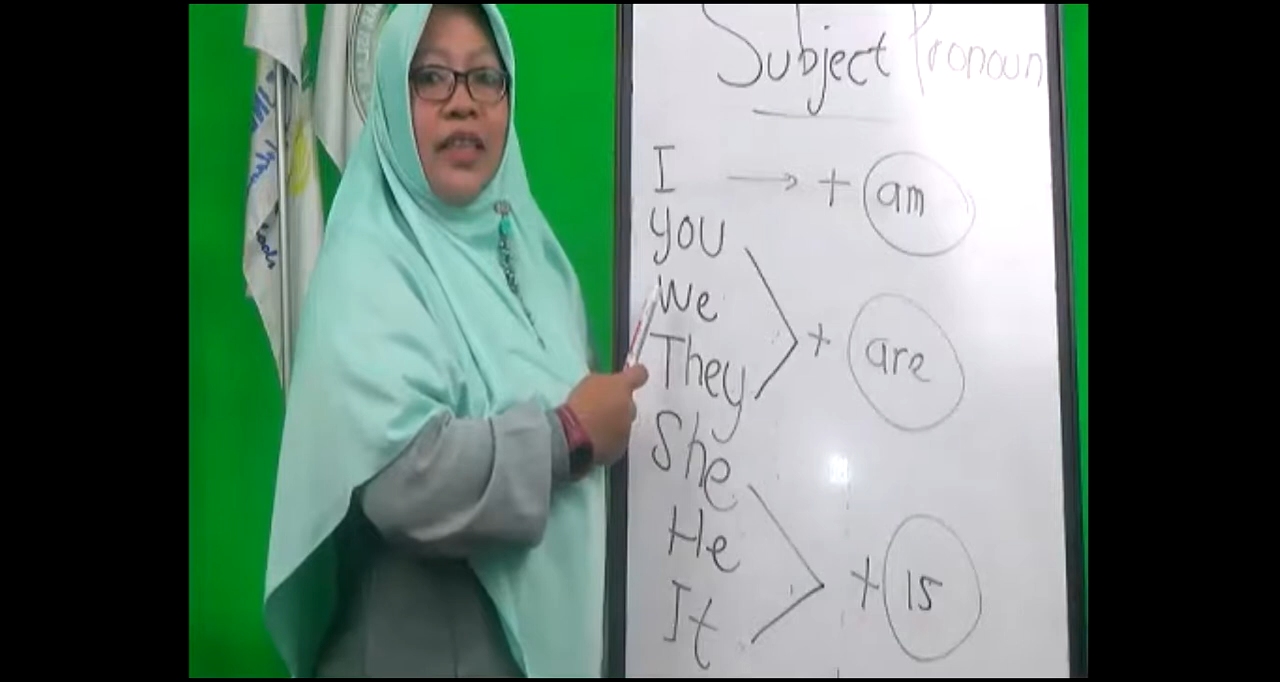 Subject Pronoun
I → + am
you
We
They + are
She
He
It + is